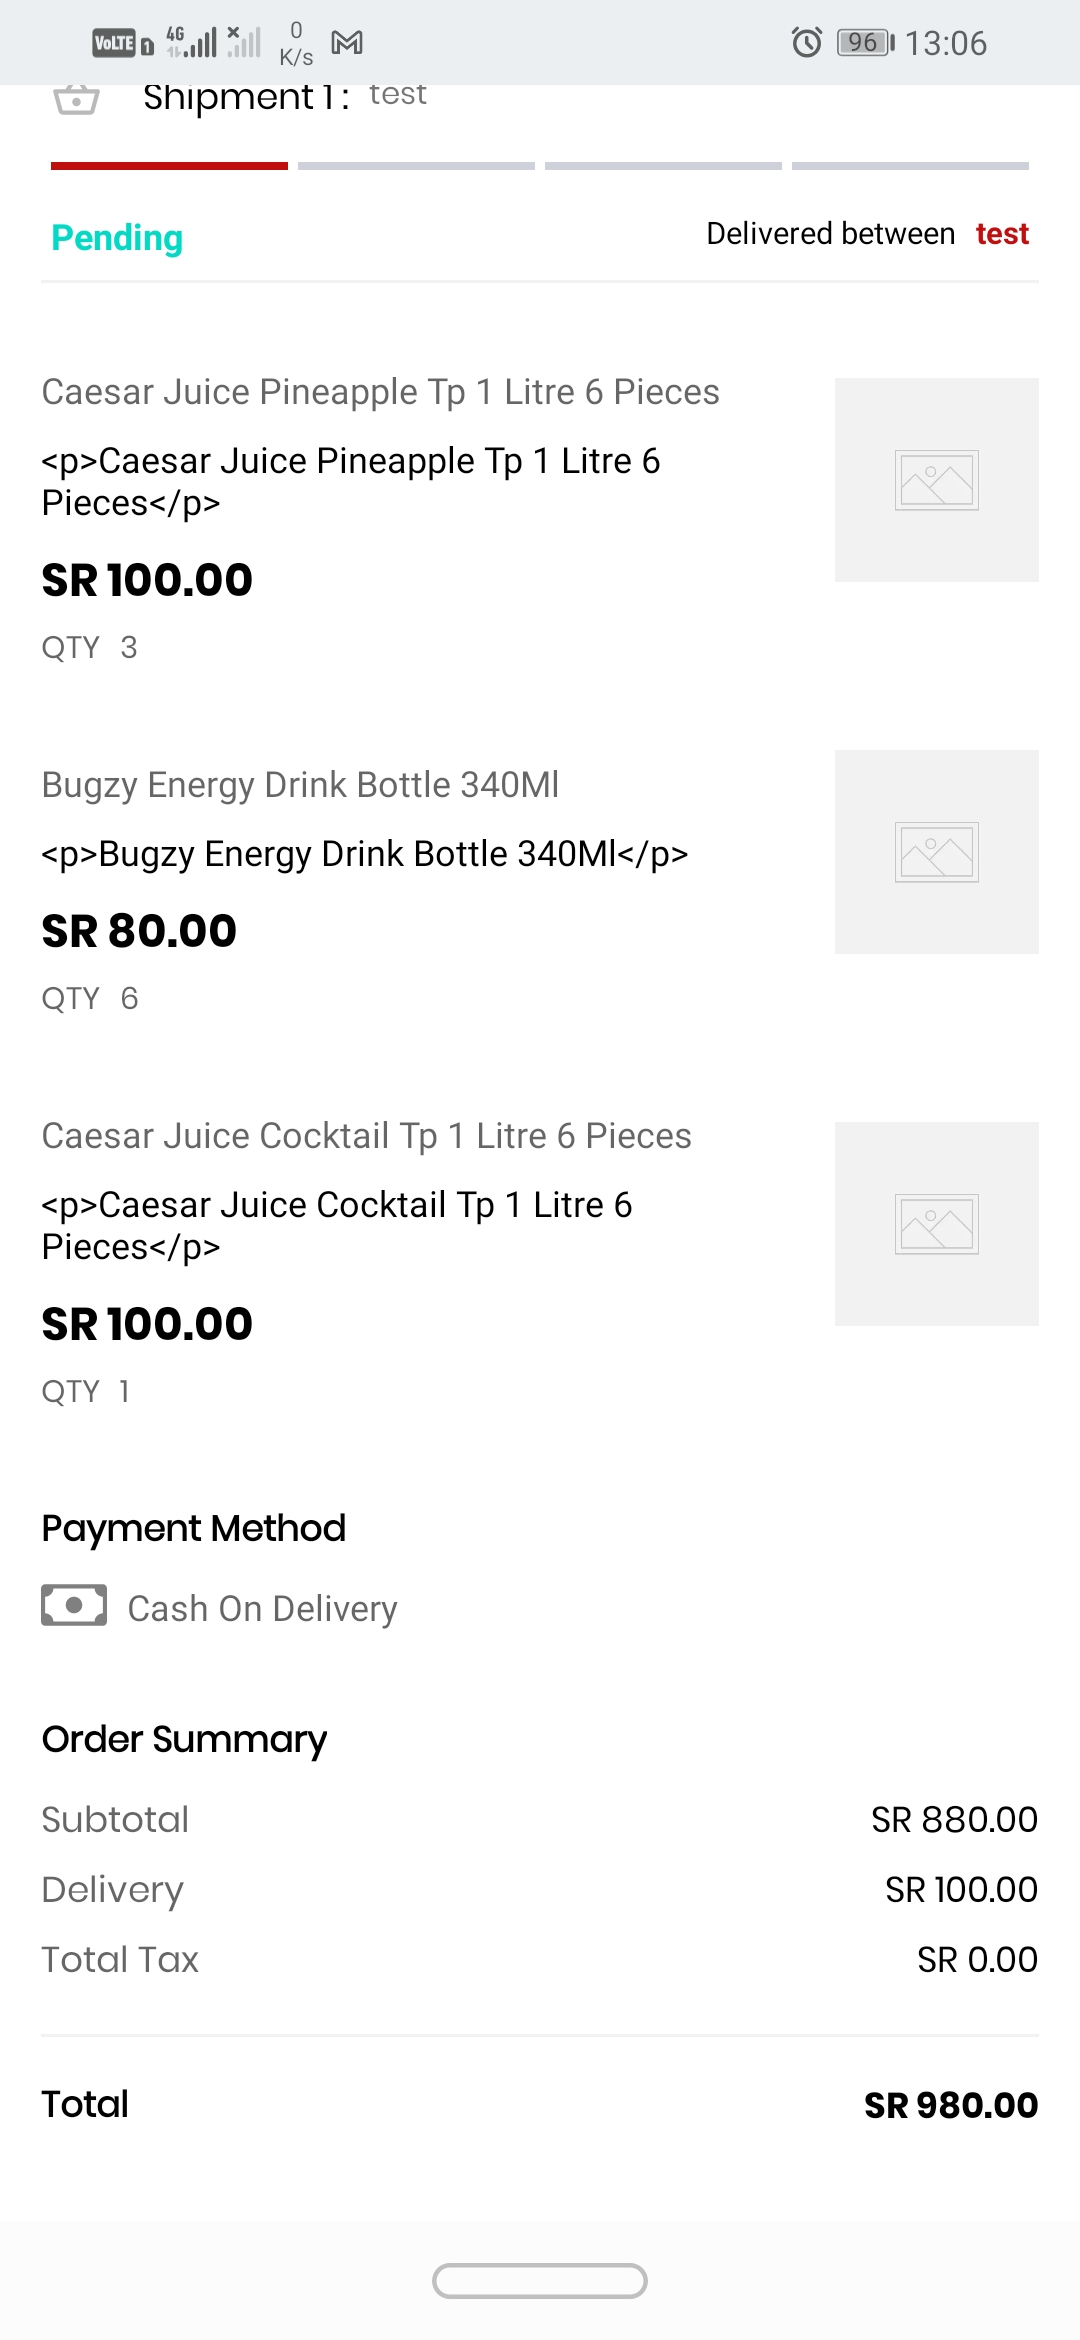 VoLTE 1 4G 0 K/s 96 13:06
Shipment 1 : test
Pending Delivered between test
Caesar Juice Pineapple Tp 1 Litre 6 Pieces
<p>Caesar Juice Pineapple Tp 1 Litre 6
Pieces</p>
SR 100.00
QTY 3
Bugzy Energy Drink Bottle 340Ml
<p>Bugzy Energy Drink Bottle 340Ml</p>
SR 80.00
QTY 6
Caesar Juice Cocktail Tp 1 Litre 6 Pieces
<p>Caesar Juice Cocktail Tp 1 Litre 6
Pieces</p>
SR 100.00
QTY 1
Payment Method
Cash On Delivery
Order Summary
Subtotal SR 880.00
Delivery SR 100.00
Total Tax SR 0.00
Total SR 980.00